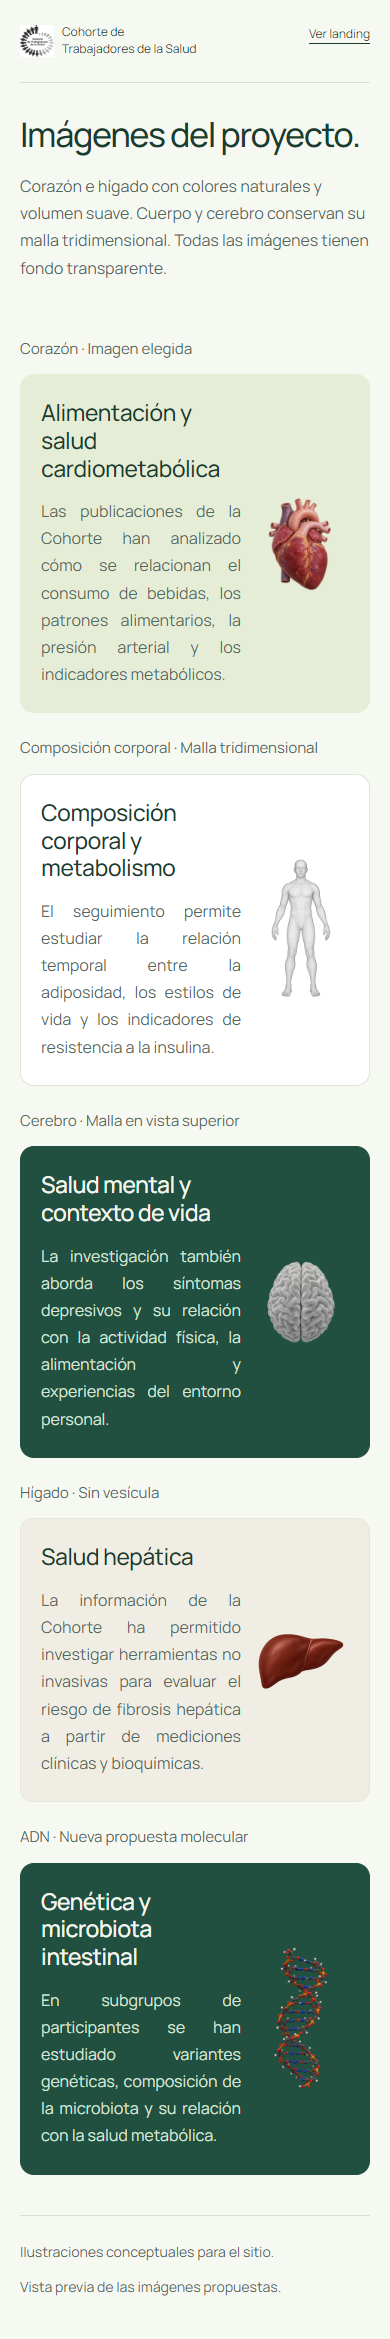 Cohorte de
Trabajadores de la Salud
Ver landing
Imágenes del proyecto.
Corazón e hígado con colores naturales y
volumen suave. Cuerpo y cerebro conservan su
malla tridimensional. Todas las imágenes tienen
fondo transparente.
Corazón · Imagen elegida
Alimentación y
salud
cardiometabólica
Las publicaciones de la
Cohorte han analizado
cómo se relacionan el
consumo de bebidas, los
patrones alimentarios, la
presión arterial y los
indicadores metabólicos.
Composición corporal · Malla tridimensional
Composición
corporal y
metabolismo
El seguimiento permite
estudiar la relación
temporal entre la
adiposidad, los estilos de
vida y los indicadores de
resistencia a la insulina.
Cerebro · Malla en vista superior
Salud mental y
contexto de vida
La investigación también
aborda los síntomas
depresivos y su relación
con la actividad física, la
alimentación y
experiencias del entorno
personal.
Hígado · Sin vesícula
Salud hepática
La información de la
Cohorte ha permitido
investigar herramientas no
invasivas para evaluar el
riesgo de fibrosis hepática
a partir de mediciones
clínicas y bioquímicas.
ADN · Nueva propuesta molecular
Genética y
microbiota
intestinal
En subgrupos de
participantes se han
estudiado variantes
genéticas, composición de
la microbiota y su relación
con la salud metabólica.
Ilustraciones conceptuales para el sitio.
Vista previa de las imágenes propuestas.